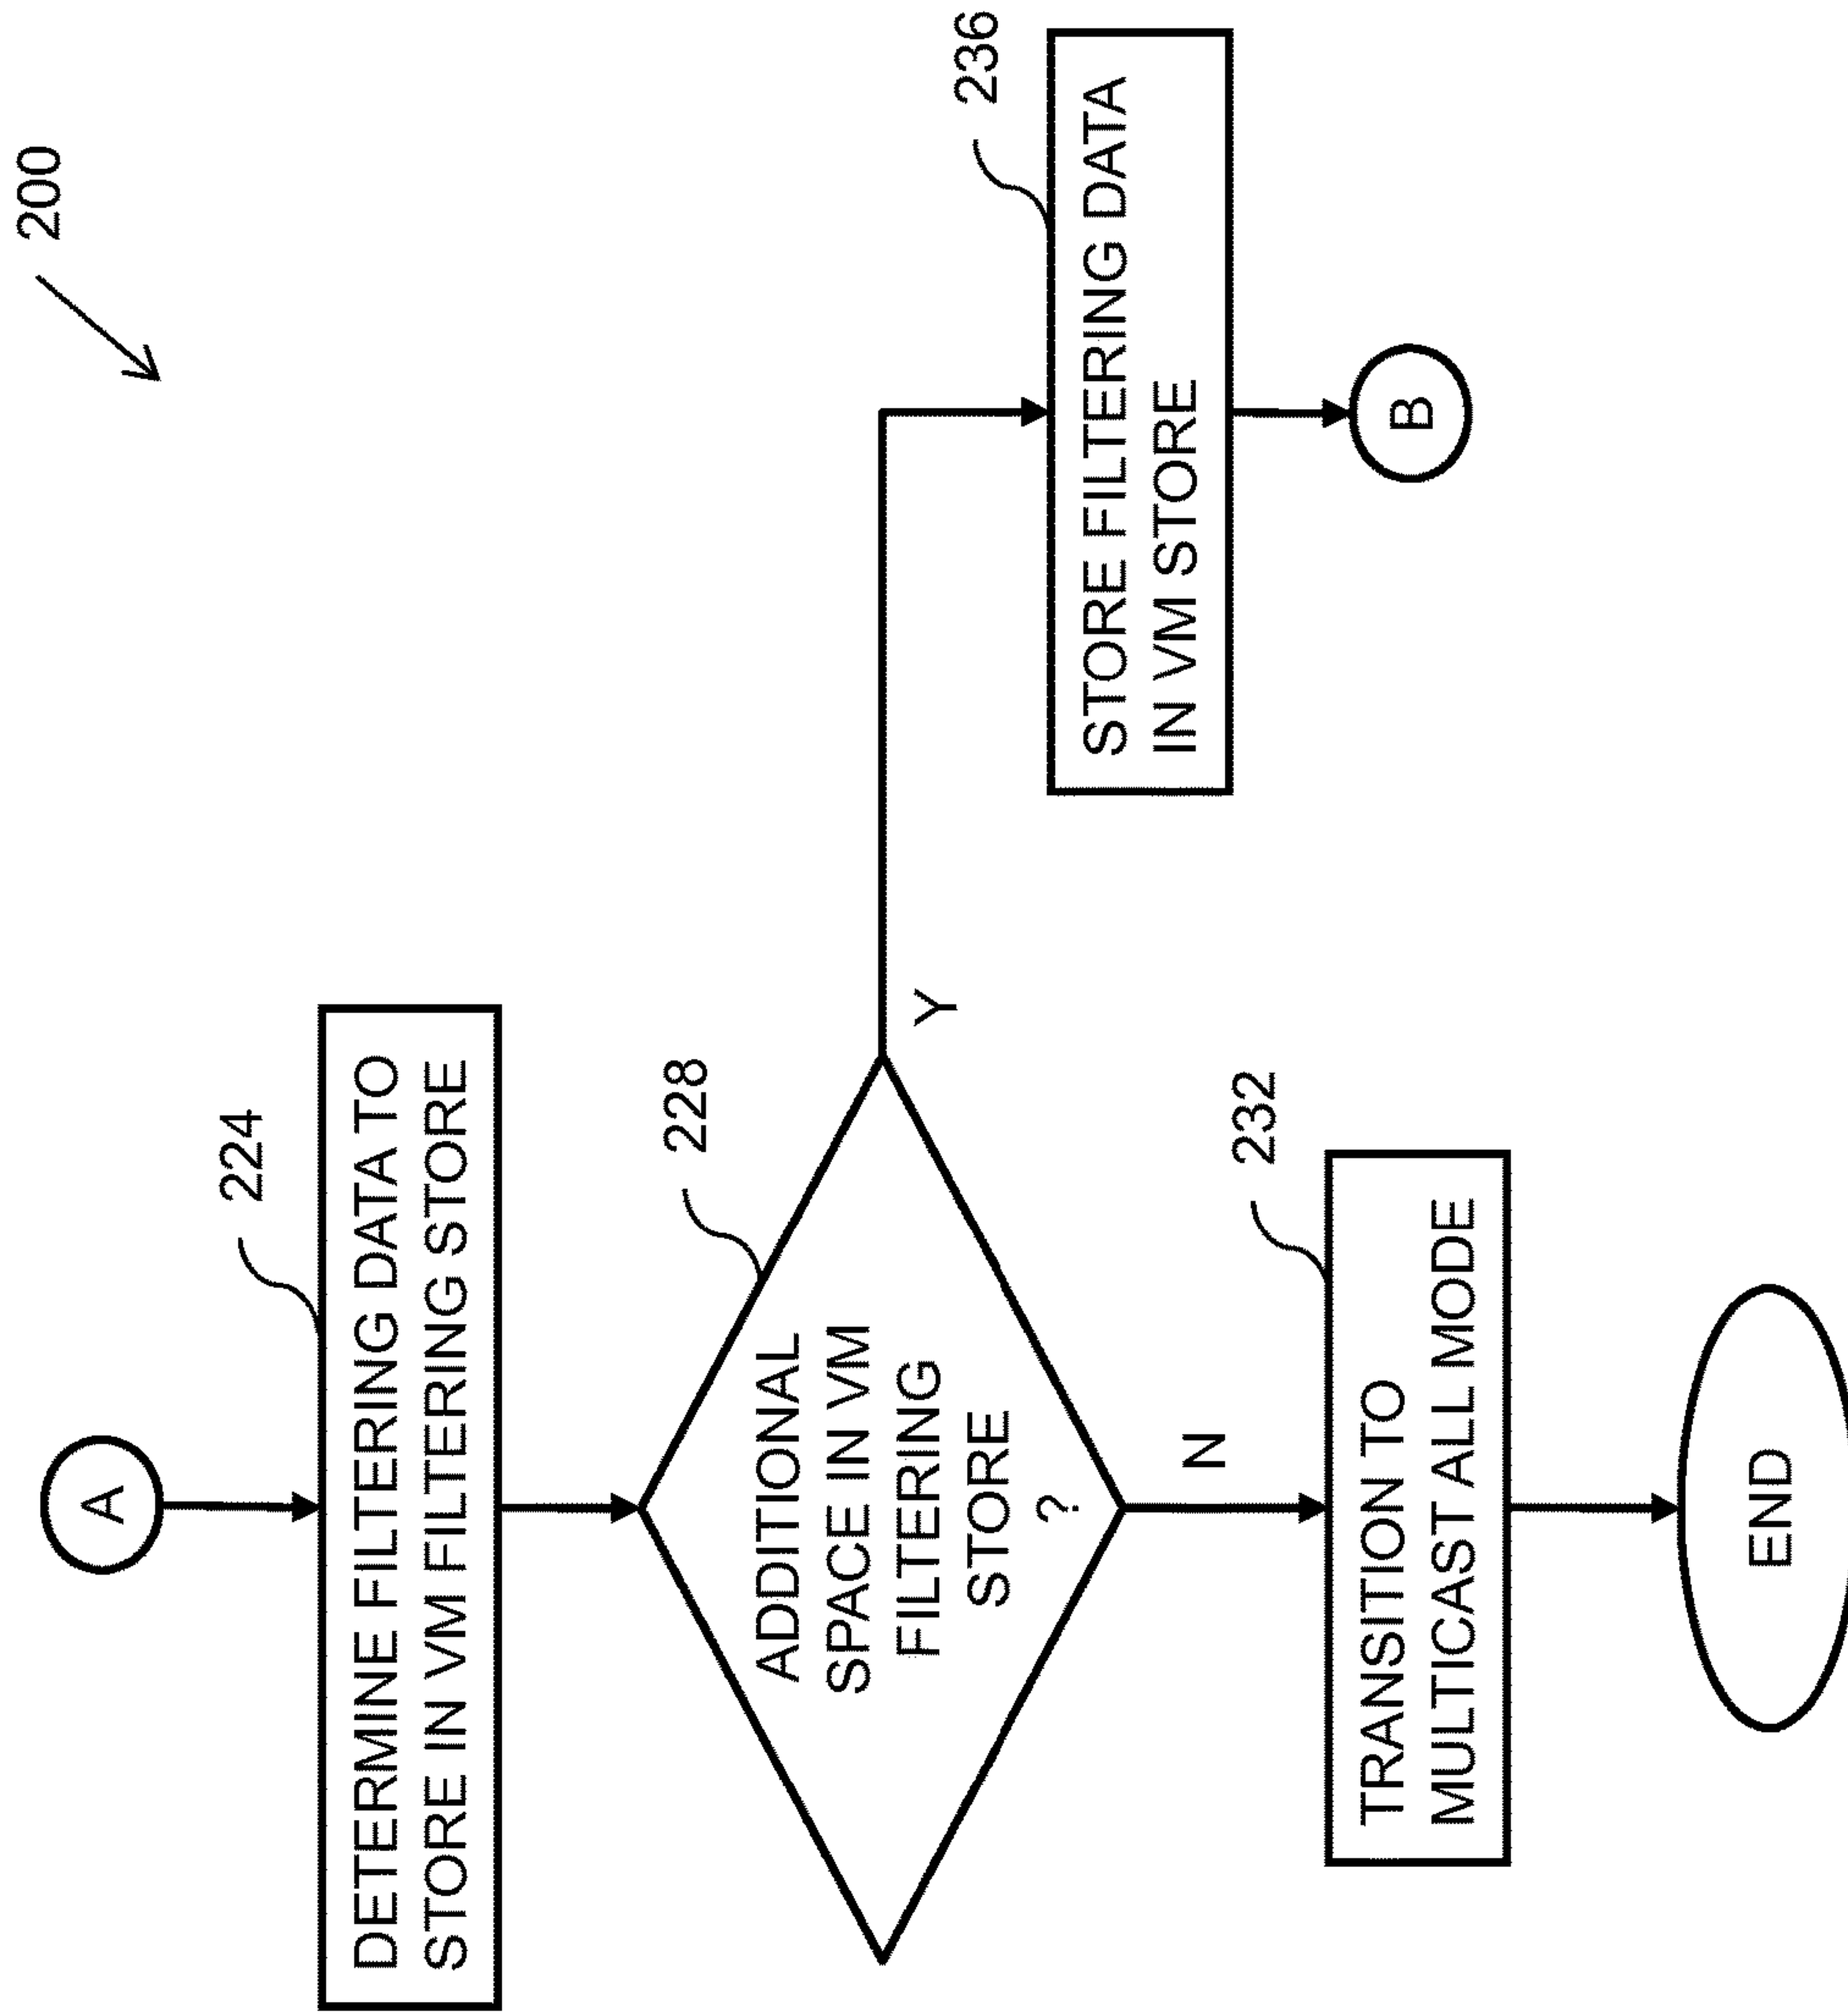 200
A
224
DETERMINE FILTERING DATA TO
STORE IN VM FILTERING STORE
228
ADDITIONAL
SPACE IN VM
FILTERING
STORE
?
Y
236
STORE FILTERING DATA
IN VM STORE
B
N
232
TRANSITION TO
MULTICAST ALL MODE
END